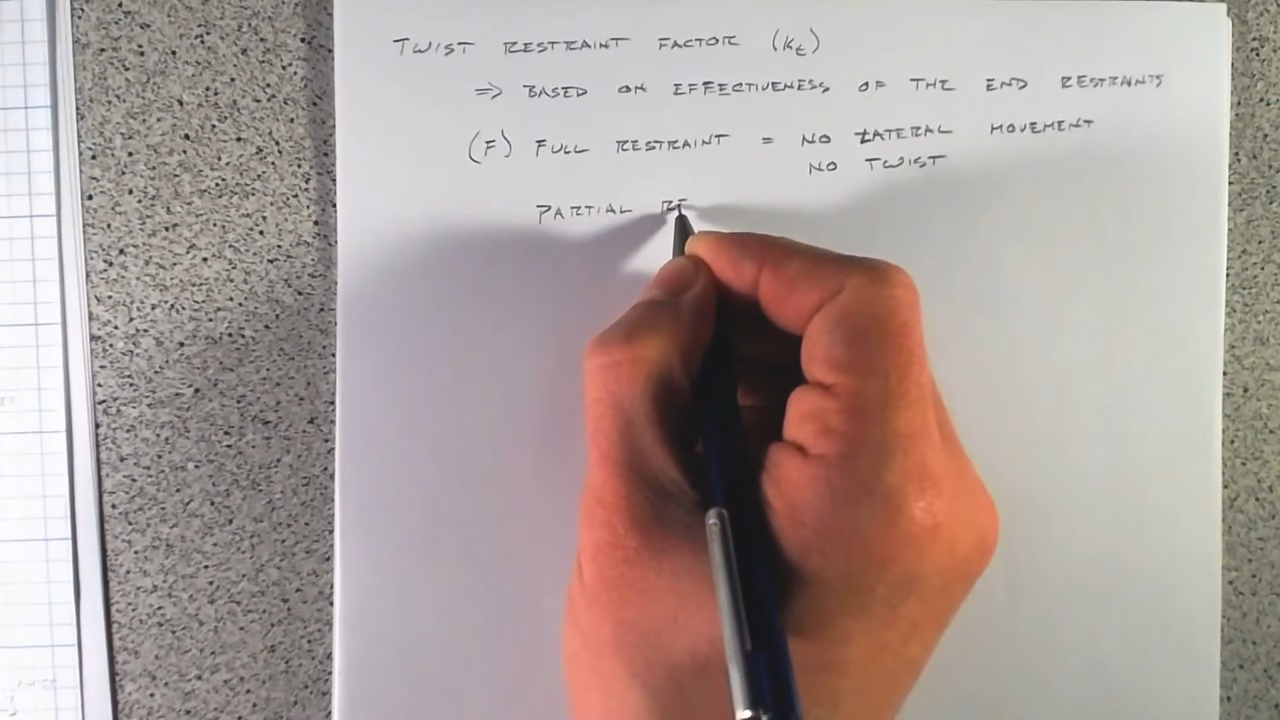 TWIST RESTRAINT FACTOR (Kt)
=> BASED ON EFFECTIVENESS OF THE END RESTRAINTS
(F) FULL RESTRAINT = NO LATERAL MOVEMENT
NO TWIST
PARTIAL RE